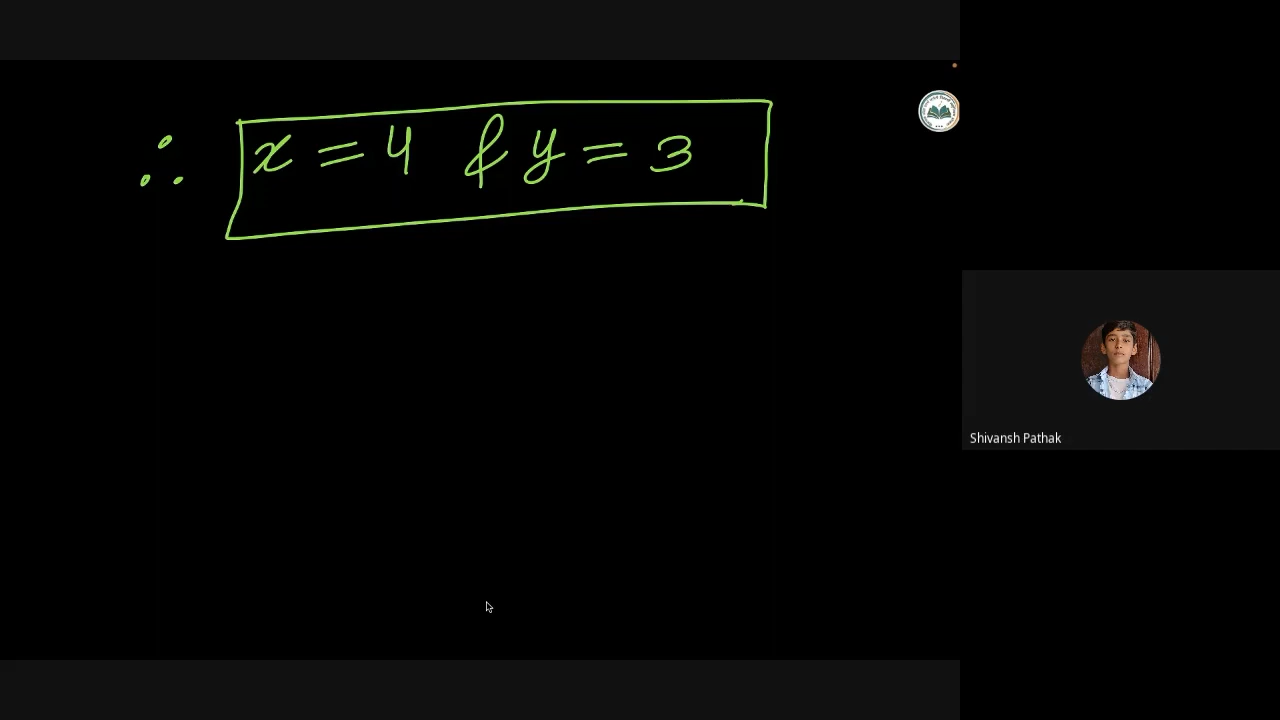 ∴ x = 4 & y = 3
Shivansh Pathak